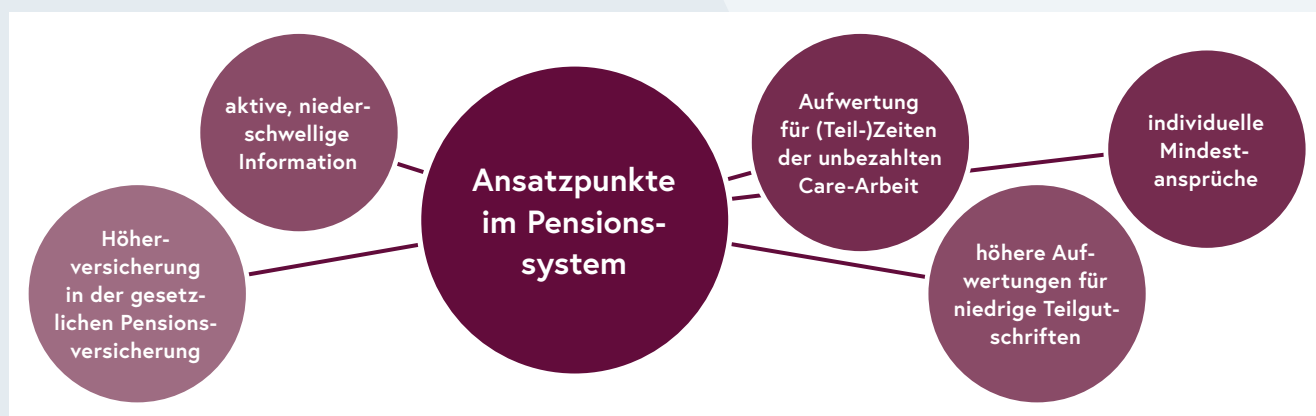 Ansatzpunkte
im Pensions-
system
aktive, nieder-
schwellige
Information
Höher-
versicherung
in der gesetz-
lichen Pensions-
versicherung
Aufwertung
für (Teil-)Zeiten
der unbezahlten
Care-Arbeit
individuelle
Mindest-
ansprüche
höhere Auf-
wertungen für
niedrige Teilgut-
schriften